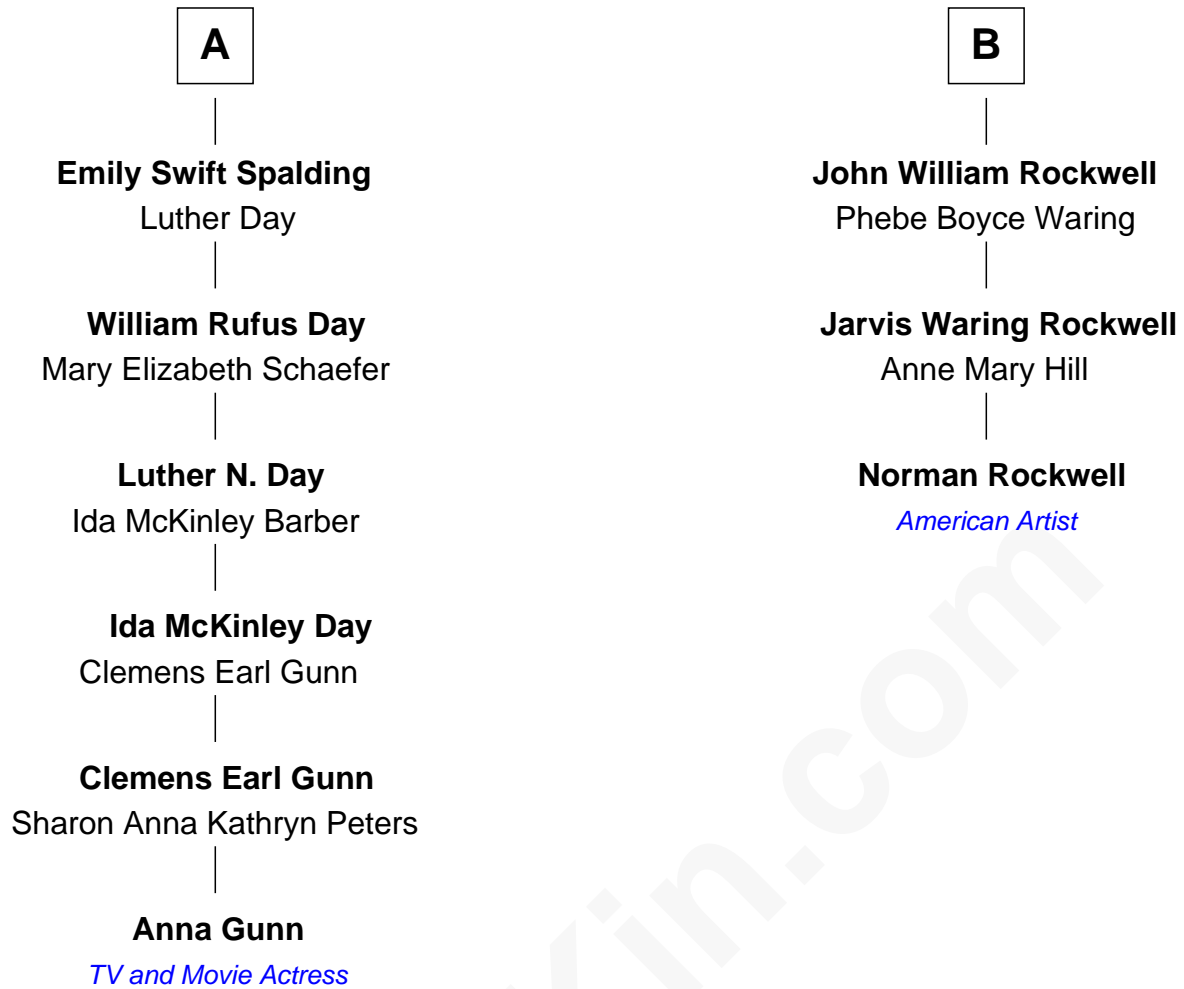 A
Emily Swift Spalding
Luther Day
William Rufus Day
Mary Elizabeth Schaefer
Luther N. Day
Ida McKinley Barber
Ida McKinley Day
Clemens Earl Gunn
Clemens Earl Gunn
Sharon Anna Kathryn Peters
Anna Gunn
TV and Movie Actress
B
John William Rockwell
Phebe Boyce Waring
Jarvis Waring Rockwell
Anne Mary Hill
Norman Rockwell
American Artist